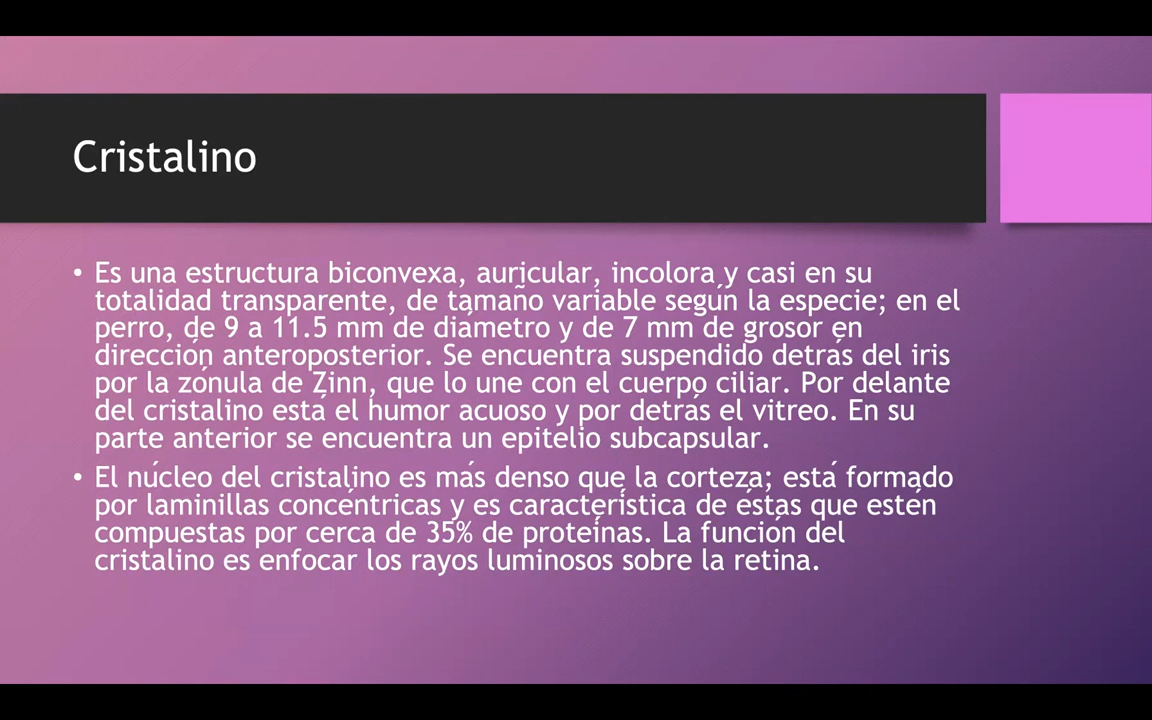 Cristalino
• Es una estructura biconvexa, auricular, incolora y casi en su
totalidad transparente, de tamaño variable según la especie; en el
perro, de 9 a 11.5 mm de diámetro y de 7 mm de grosor en
dirección anteroposterior. Se encuentra suspendido detrás del iris
por la zónula de Zinn, que lo une con el cuerpo ciliar. Por delante
del cristalino está el humor acuoso y por detrás el vítreo. En su
parte anterior se encuentra un epitelio subcapsular.
• El núcleo del cristalino es más denso que la corteza; está formado
por laminillas concéntricas y es característica de éstas que estén
compuestas por cerca de 35% de proteínas. La función del
cristalino es enfocar los rayos luminosos sobre la retina.